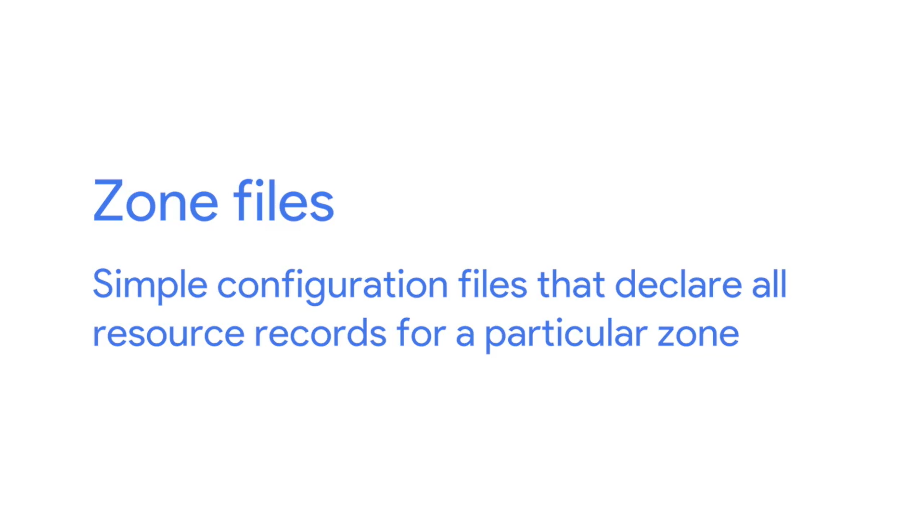 Zone files
Simple configuration files that declare all
resource records for a particular zone